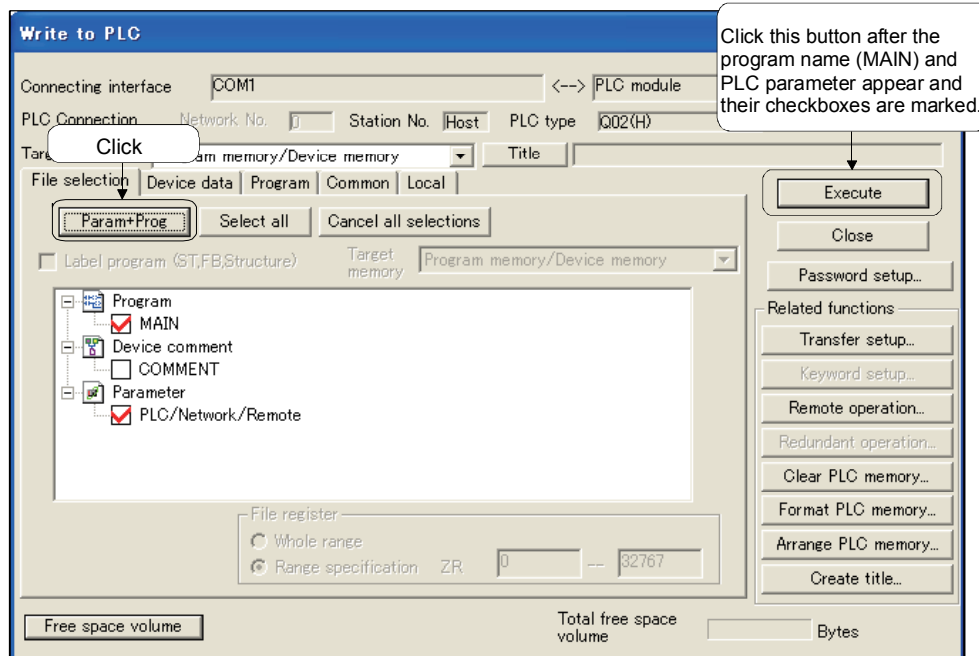 Write to PLC
Click this button after the
program name (MAIN) and
PLC parameter appear and
their checkboxes are marked.
Connecting interface COM1 <--> PLC module
PLC Connection Network No. 0 Station No. Host PLC type Q02(H)
Click
memory/Device memory Title
File selection Device data Program Common Local
Param+Prog Select all Cancel all selections
Execute
Close
Label program (ST,FB,Structure) Target memory Program memory/Device memory
Password setup...
Program
MAIN
Device comment
COMMENT
Parameter
PLC/Network/Remote
Related functions
Transfer setup...
Keyword setup...
Remote operation...
Redundant operation...
Clear PLC memory...
Format PLC memory...
Arrange PLC memory...
Create title...
File register
Whole range
Range specification ZR 0 -- 32767
Free space volume
Total free space
volume Bytes